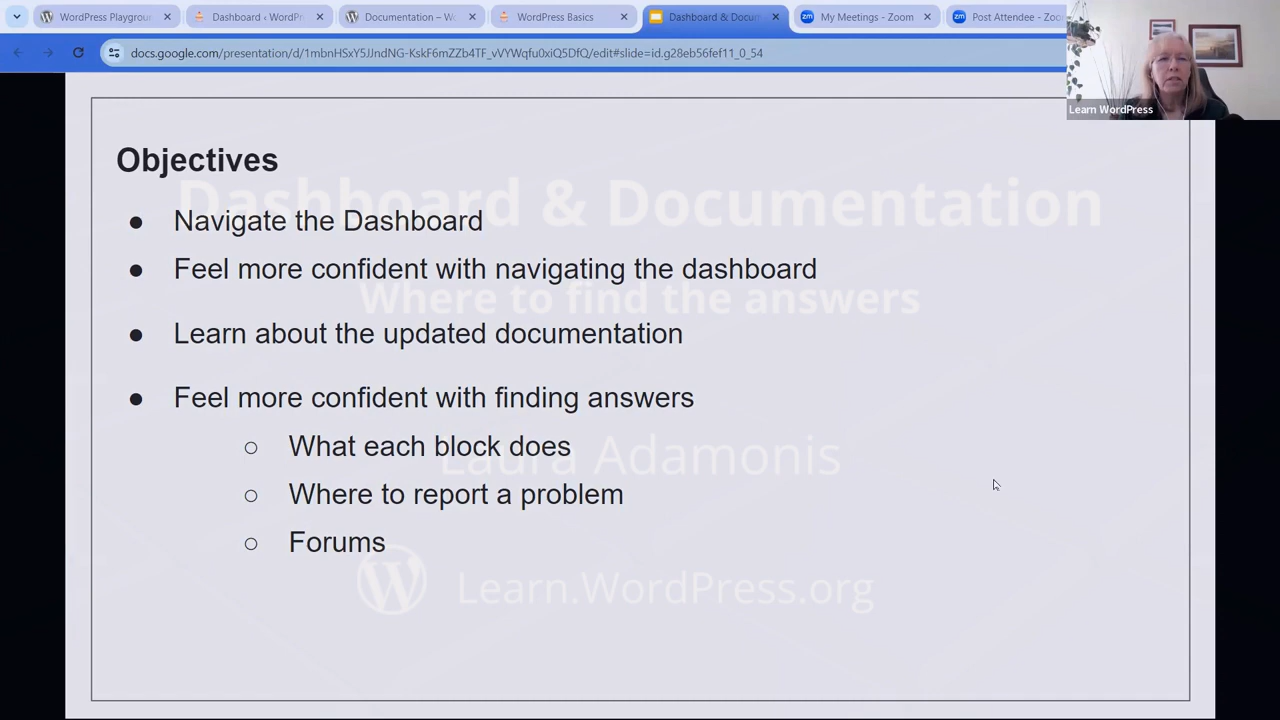 WordPress Playgroun
Dashboard ‹ WordPr
Documentation – Wo
WordPress Basics
Dashboard & Docum
My Meetings - Zoom
Post Attendee - Zoo
docs.google.com/presentation/d/1mbnHSxY5JJndNG-KskF6mZZb4TF_vVYWqfu0xiQ5DfQ/edit#slide=id.g28eb56fef11_0_54
Learn WordPress
Objectives
Dashboard & Documentation
● Navigate the Dashboard
● Feel more confident with navigating the dashboard
Where to find the answers
● Learn about the updated documentation
● Feel more confident with finding answers
○ What each block does
Laura Adamonis
○ Where to report a problem
○ Forums
Learn.WordPress.org